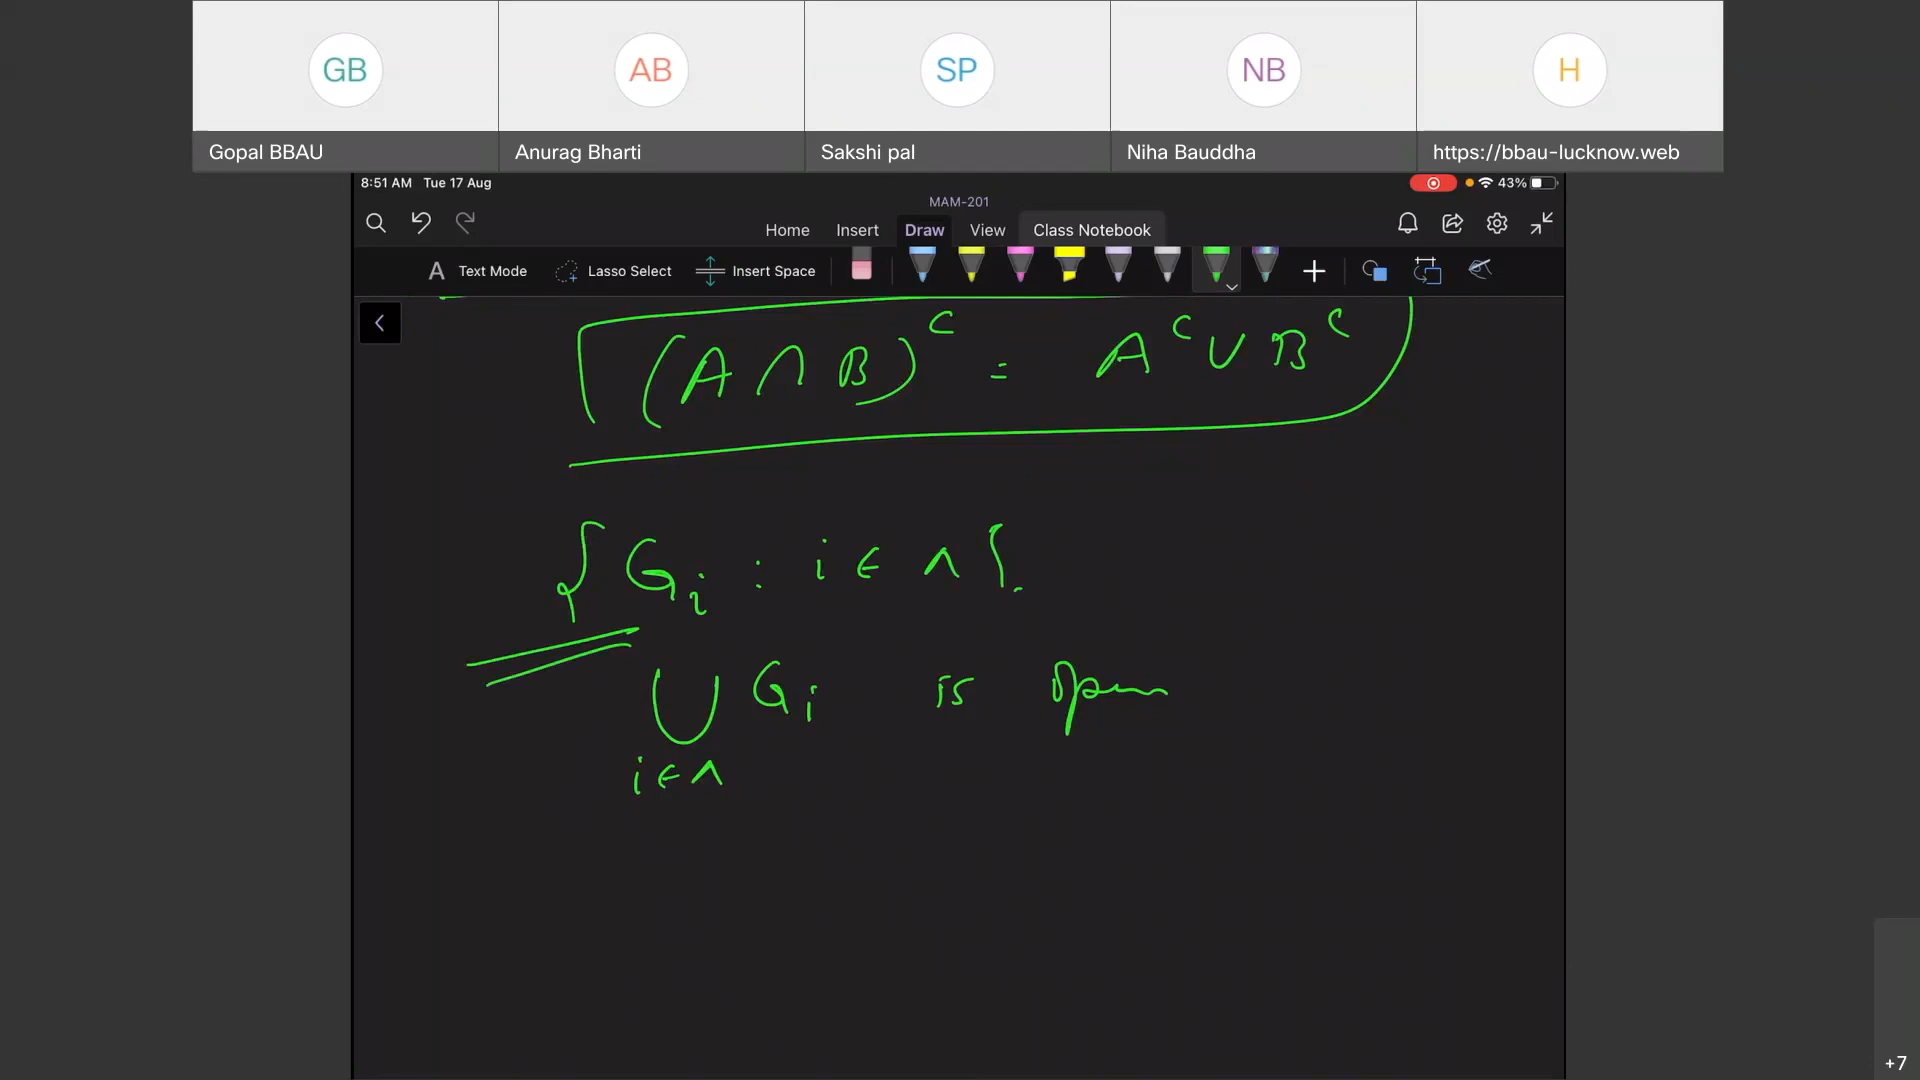 GB AB SP NB H
Gopal BBAU Anurag Bharti Sakshi pal Niha Bauddha https://bbau-lucknow.web
8:51 AM Tue 17 Aug 43%
MAM-201
Home Insert Draw View Class Notebook
A Text Mode Lasso Select Insert Space
(A ∩ B)ᶜ = Aᶜ ∪ Bᶜ
{ Gᵢ : i ∈ Λ }.
∪ Gᵢ is open
i ∈ Λ
+7